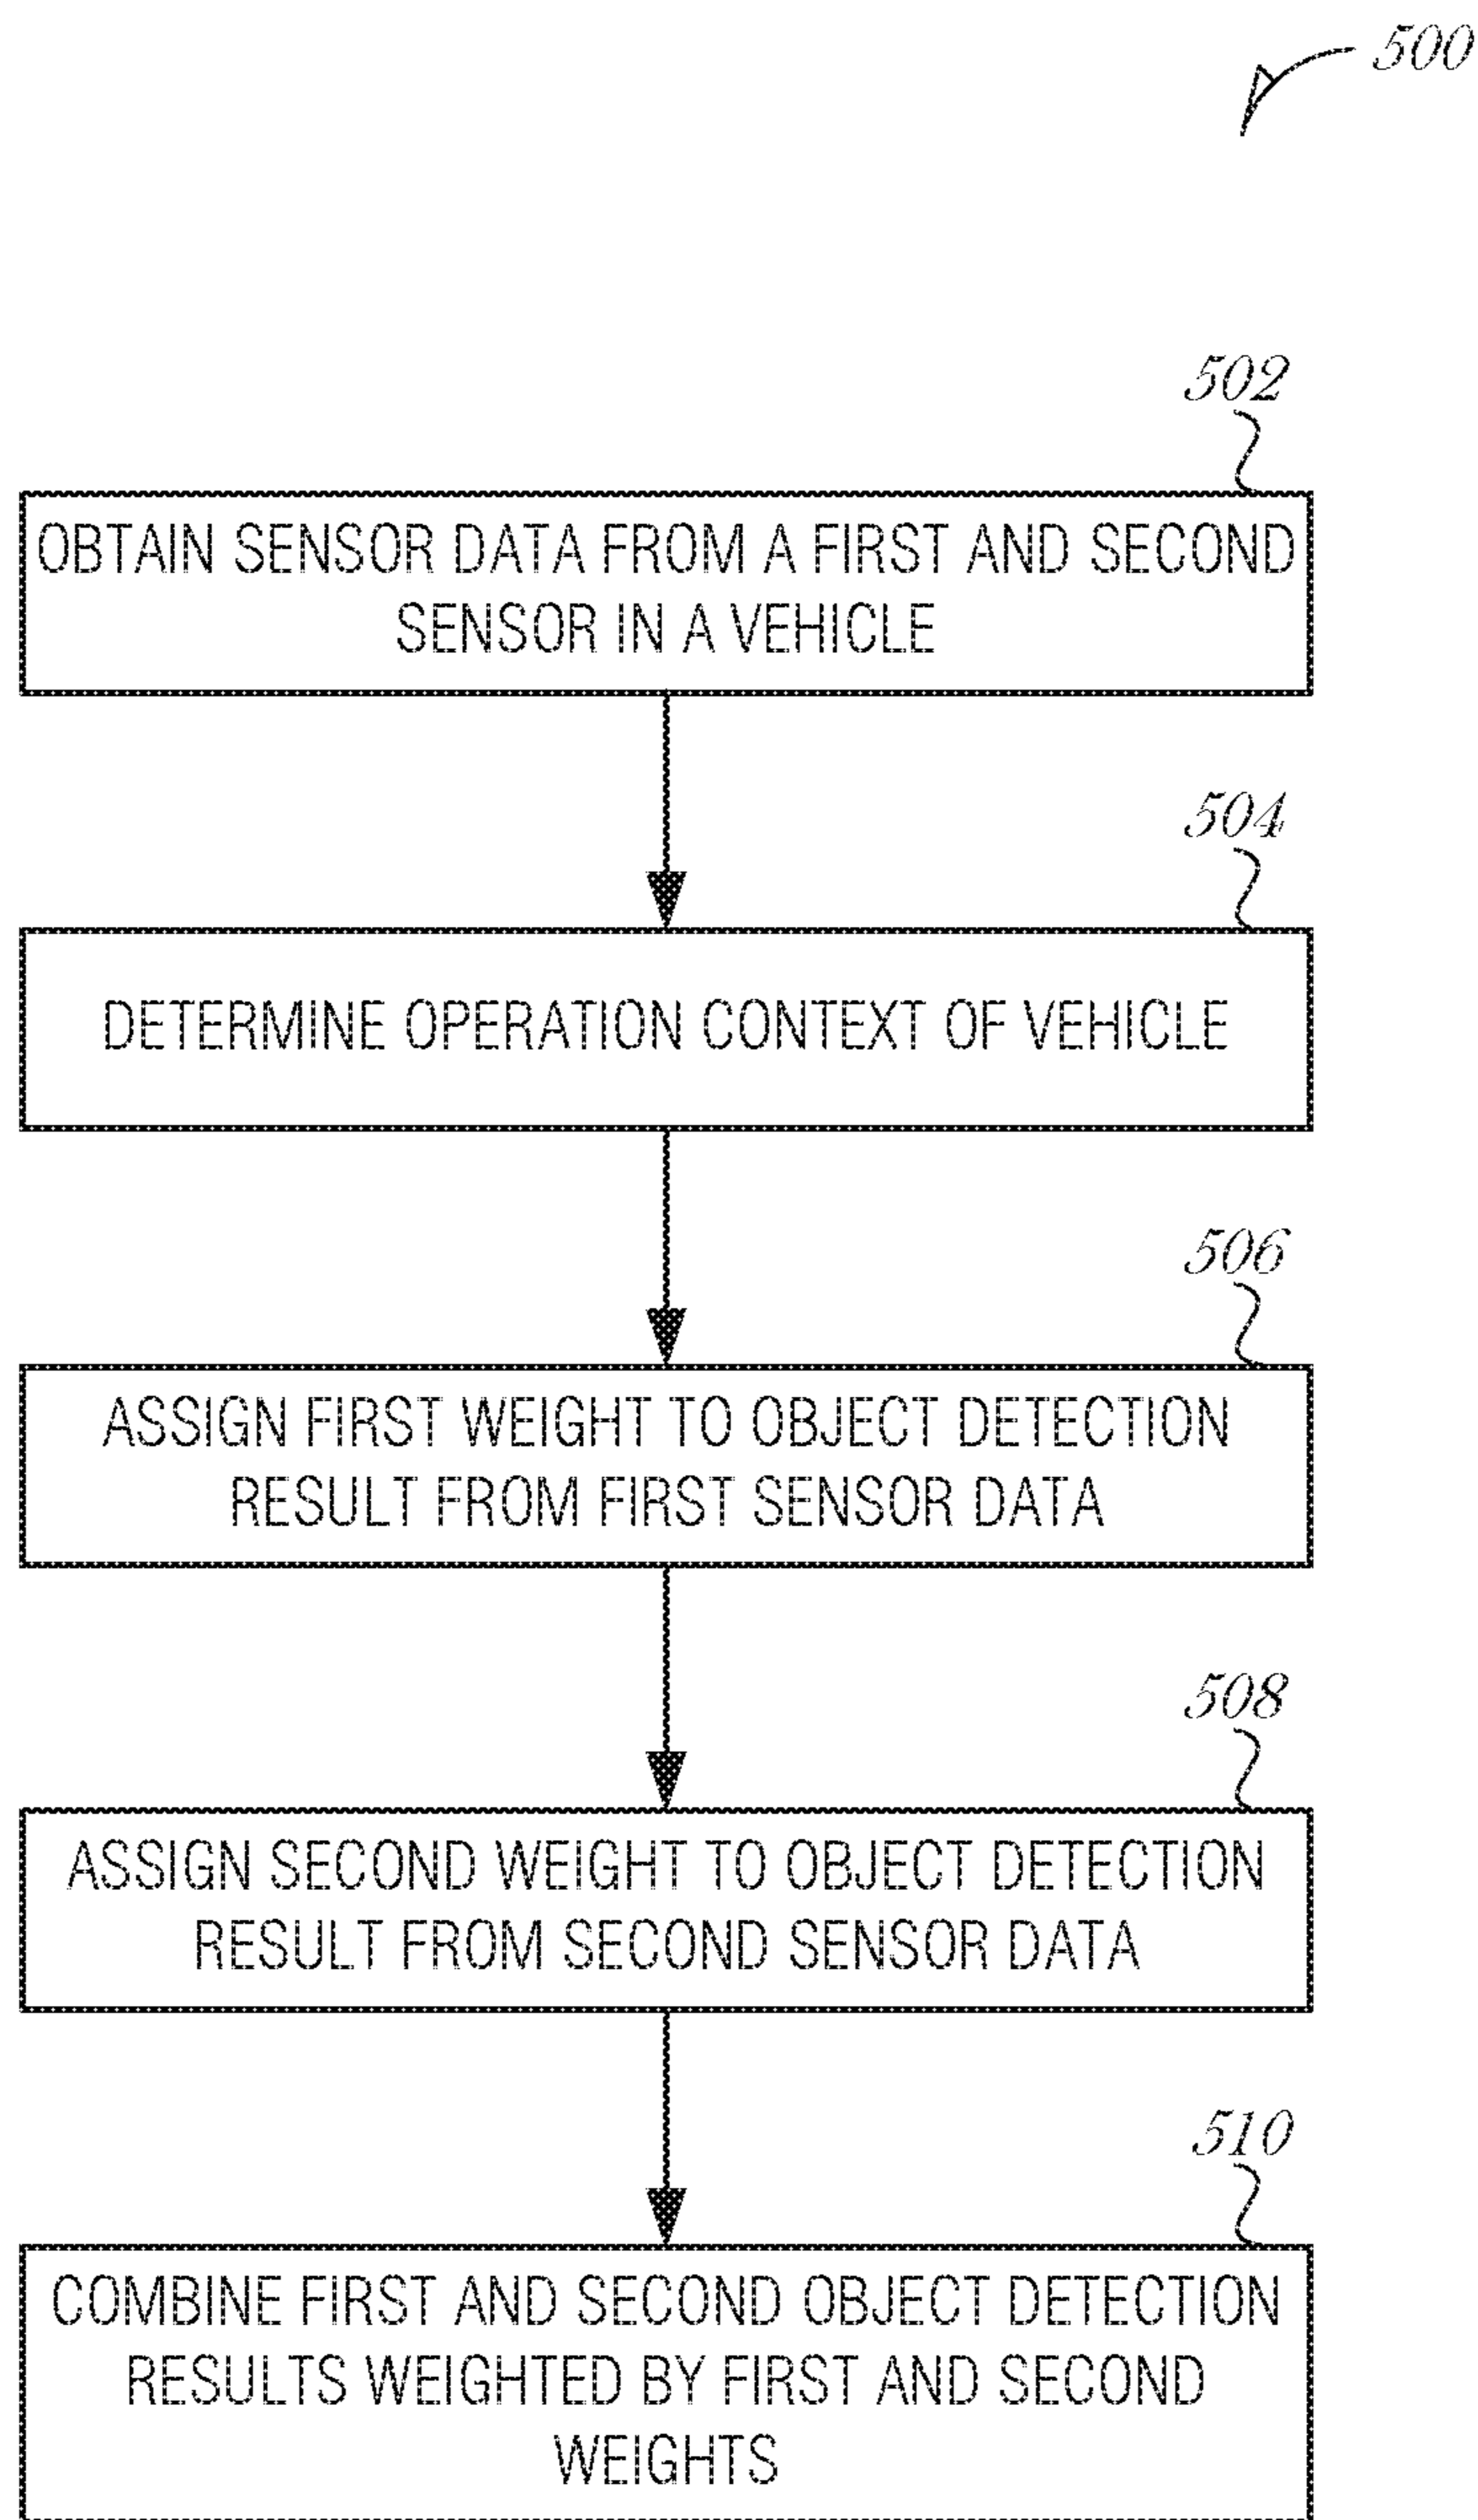 500
502
OBTAIN SENSOR DATA FROM A FIRST AND SECOND
SENSOR IN A VEHICLE
504
DETERMINE OPERATION CONTEXT OF VEHICLE
506
ASSIGN FIRST WEIGHT TO OBJECT DETECTION
RESULT FROM FIRST SENSOR DATA
508
ASSIGN SECOND WEIGHT TO OBJECT DETECTION
RESULT FROM SECOND SENSOR DATA
510
COMBINE FIRST AND SECOND OBJECT DETECTION
RESULTS WEIGHTED BY FIRST AND SECOND
WEIGHTS